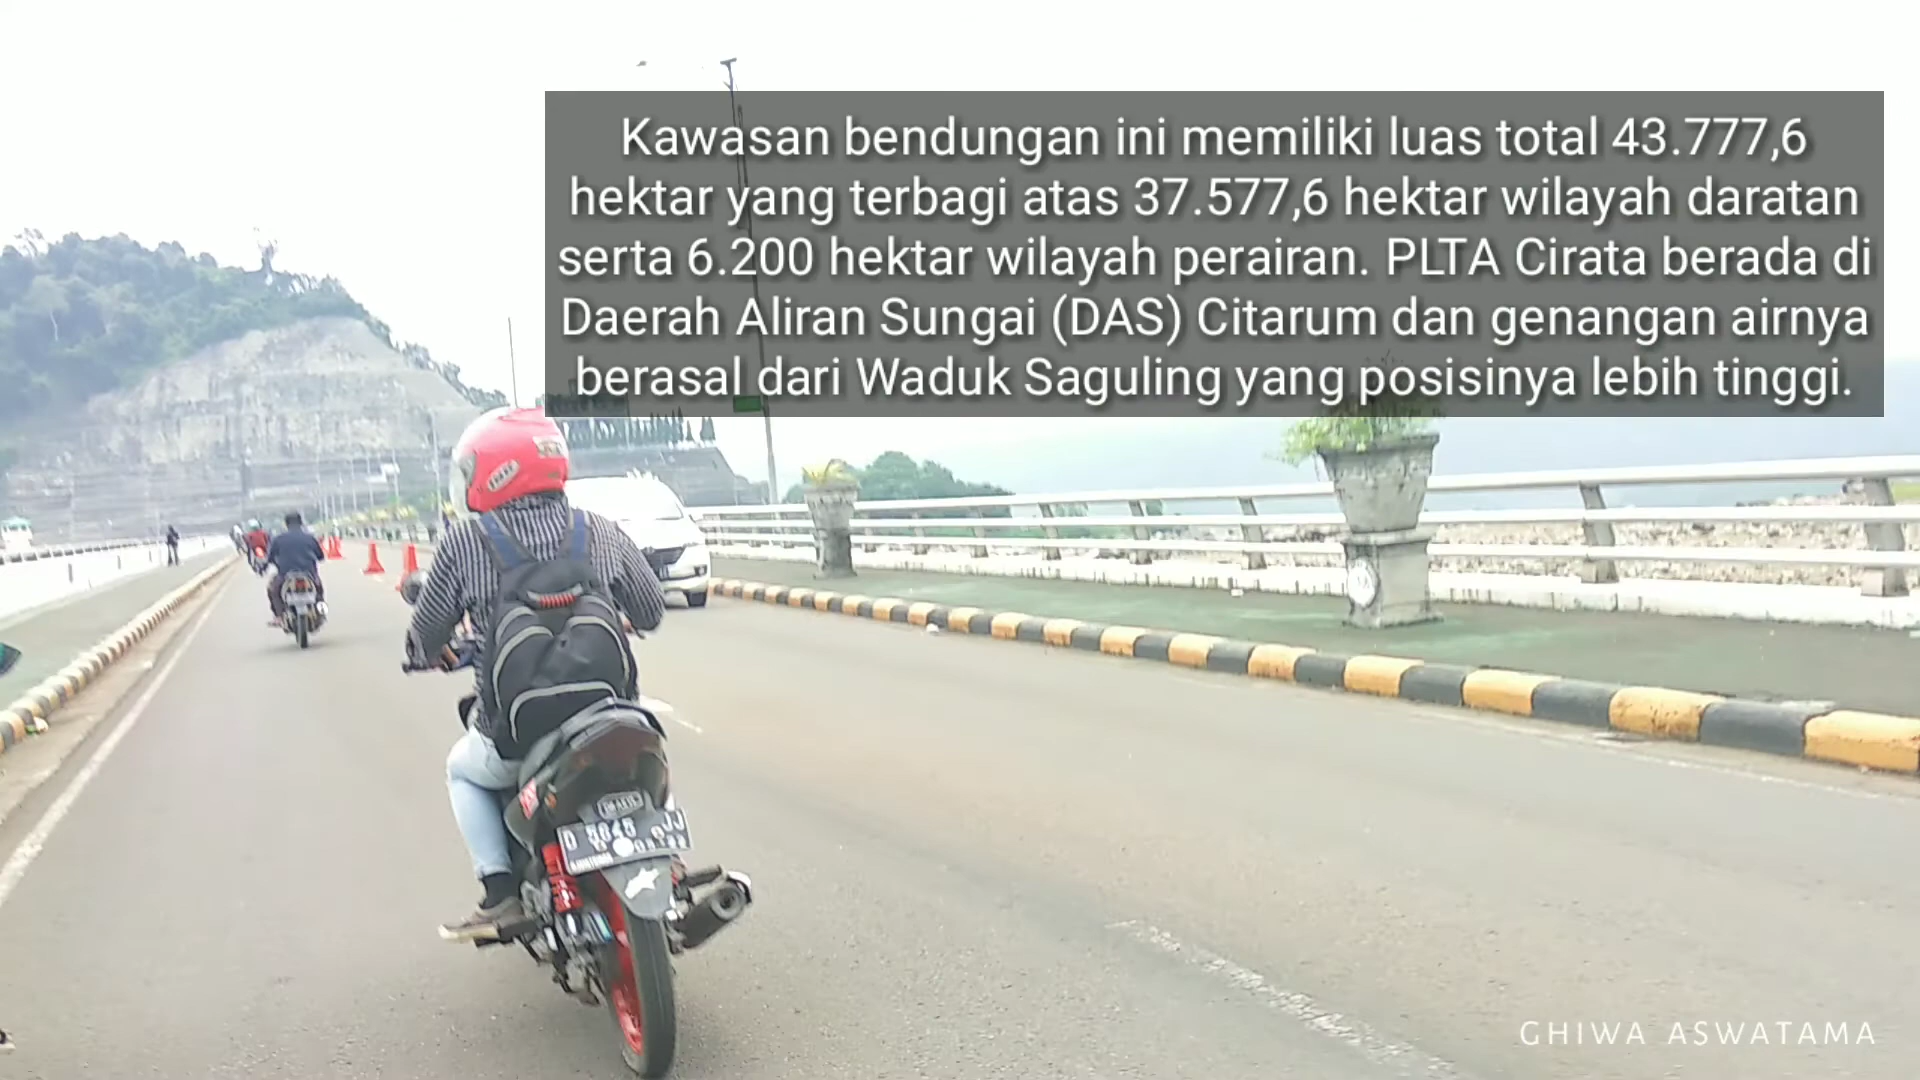 Kawasan bendungan ini memiliki luas total 43.777,6
hektar yang terbagi atas 37.577,6 hektar wilayah daratan
serta 6.200 hektar wilayah perairan. PLTA Cirata berada di
Daerah Aliran Sungai (DAS) Citarum dan genangan airnya
berasal dari Waduk Saguling yang posisinya lebih tinggi.
D 5645 JJ
GHIWA ASWATAMA